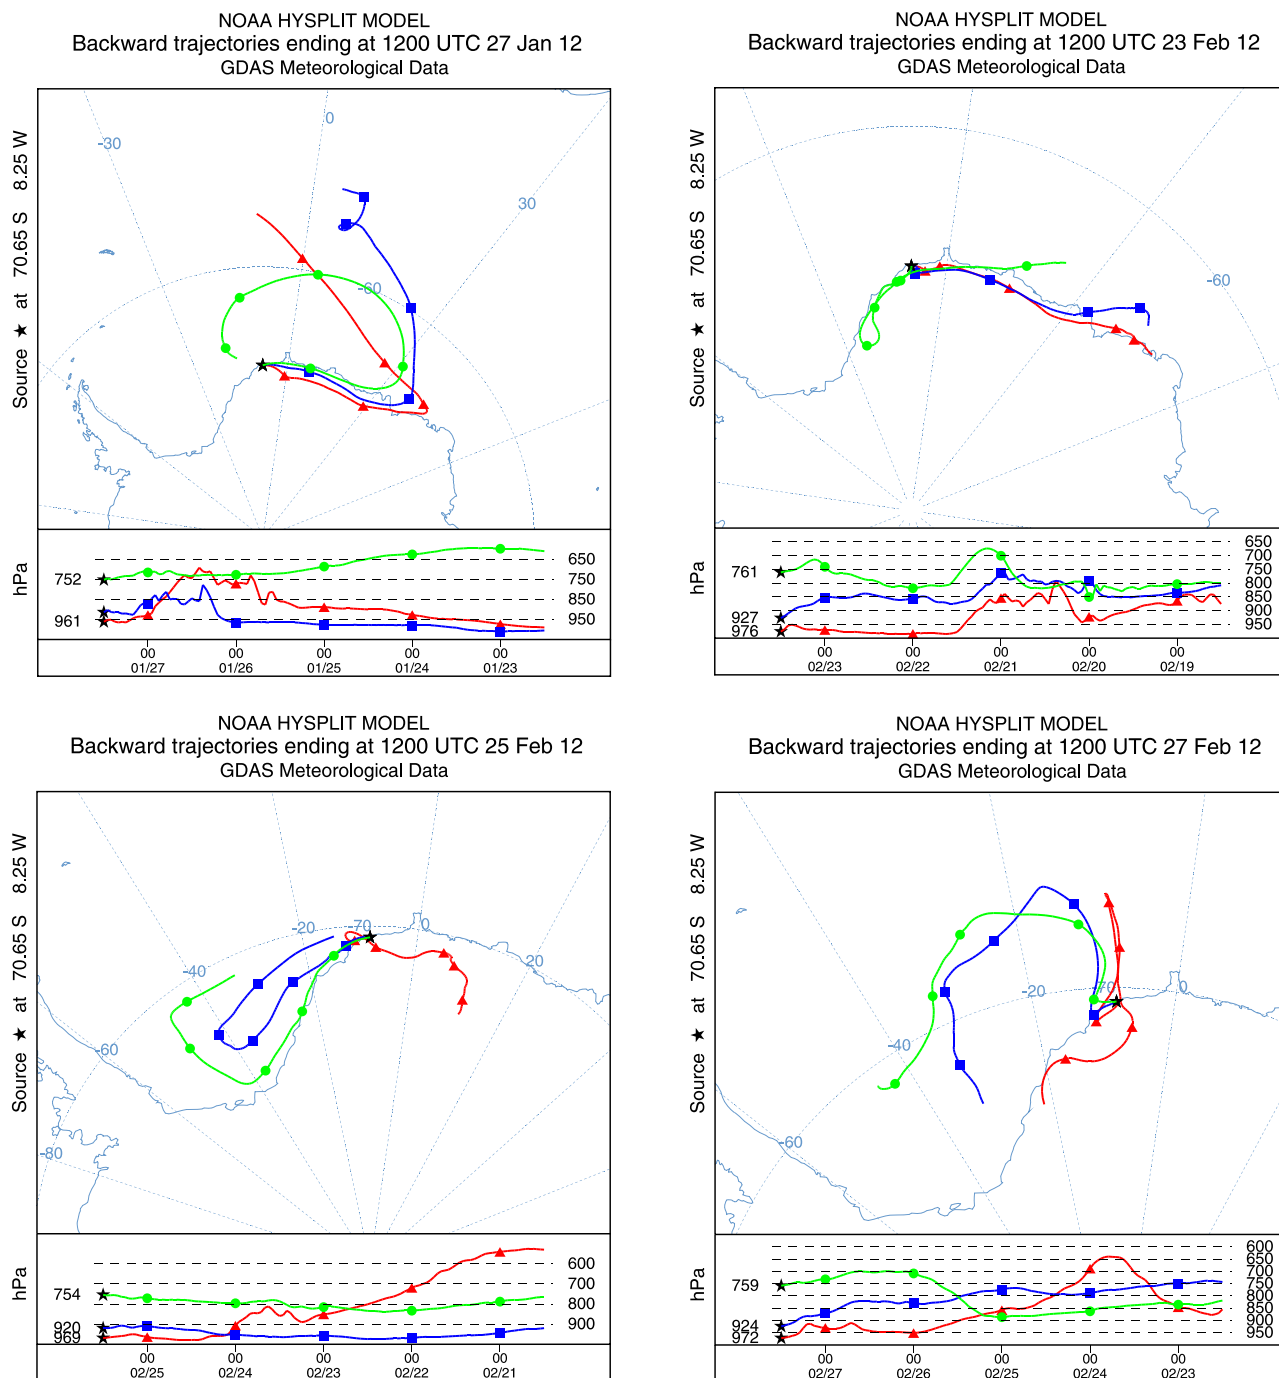 NOAA HYSPLIT MODEL
Backward trajectories ending at 1200 UTC 27 Jan 12
GDAS Meteorological Data
Source ★ at 70.65 S 8.25 W
-30
0
30
-60
hPa
752
961
650
750
850
950
00 00 00 00 00
01/27 01/26 01/25 01/24 01/23
NOAA HYSPLIT MODEL
Backward trajectories ending at 1200 UTC 23 Feb 12
GDAS Meteorological Data
Source ★ at 70.65 S 8.25 W
-60
hPa
761
927
976
650
700
750
800
850
900
950
00 00 00 00 00
02/23 02/22 02/21 02/20 02/19
NOAA HYSPLIT MODEL
Backward trajectories ending at 1200 UTC 25 Feb 12
GDAS Meteorological Data
Source ★ at 70.65 S 8.25 W
-20
-70
0
20
-40
-60
-80
hPa
754
920
969
600
700
800
900
00 00 00 00 00
02/25 02/24 02/23 02/22 02/21
NOAA HYSPLIT MODEL
Backward trajectories ending at 1200 UTC 27 Feb 12
GDAS Meteorological Data
Source ★ at 70.65 S 8.25 W
-20
-70
0
-40
-60
hPa
759
924
972
600
650
700
750
800
850
900
950
00 00 00 00 00
02/27 02/26 02/25 02/24 02/23